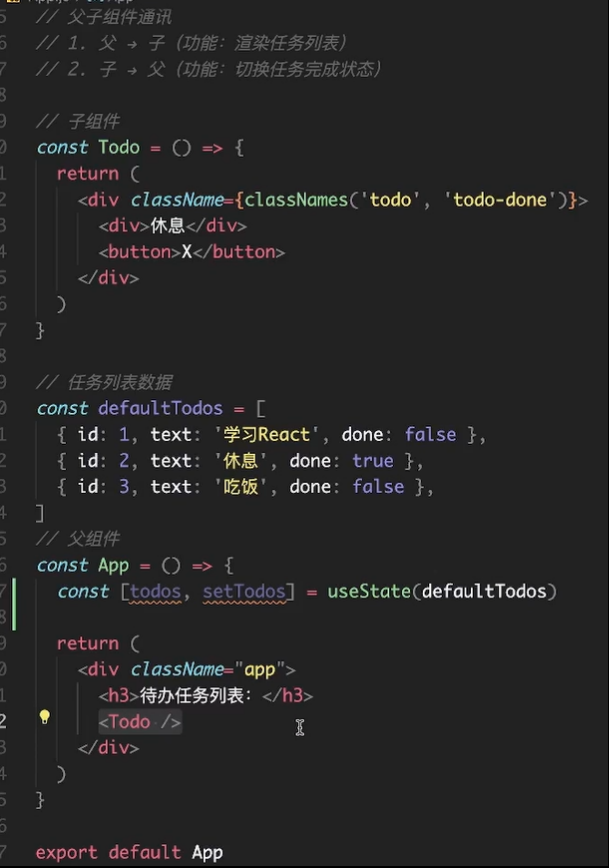 // 父子组件通讯
// 1. 父 → 子（功能：渲染任务列表）
// 2. 子 → 父（功能：切换任务完成状态）
// 子组件
const Todo = () => {
return (
<div className={classNames('todo', 'todo-done')}>
<div>休息</div>
<button>X</button>
</div>
)
}
// 任务列表数据
const defaultTodos = [
{ id: 1, text: '学习React', done: false },
{ id: 2, text: '休息', done: true },
{ id: 3, text: '吃饭', done: false },
]
// 父组件
const App = () => {
const [todos, setTodos] = useState(defaultTodos)
return (
<div className="app">
<h3>待办任务列表：</h3>
<Todo />
</div>
)
}
export default App